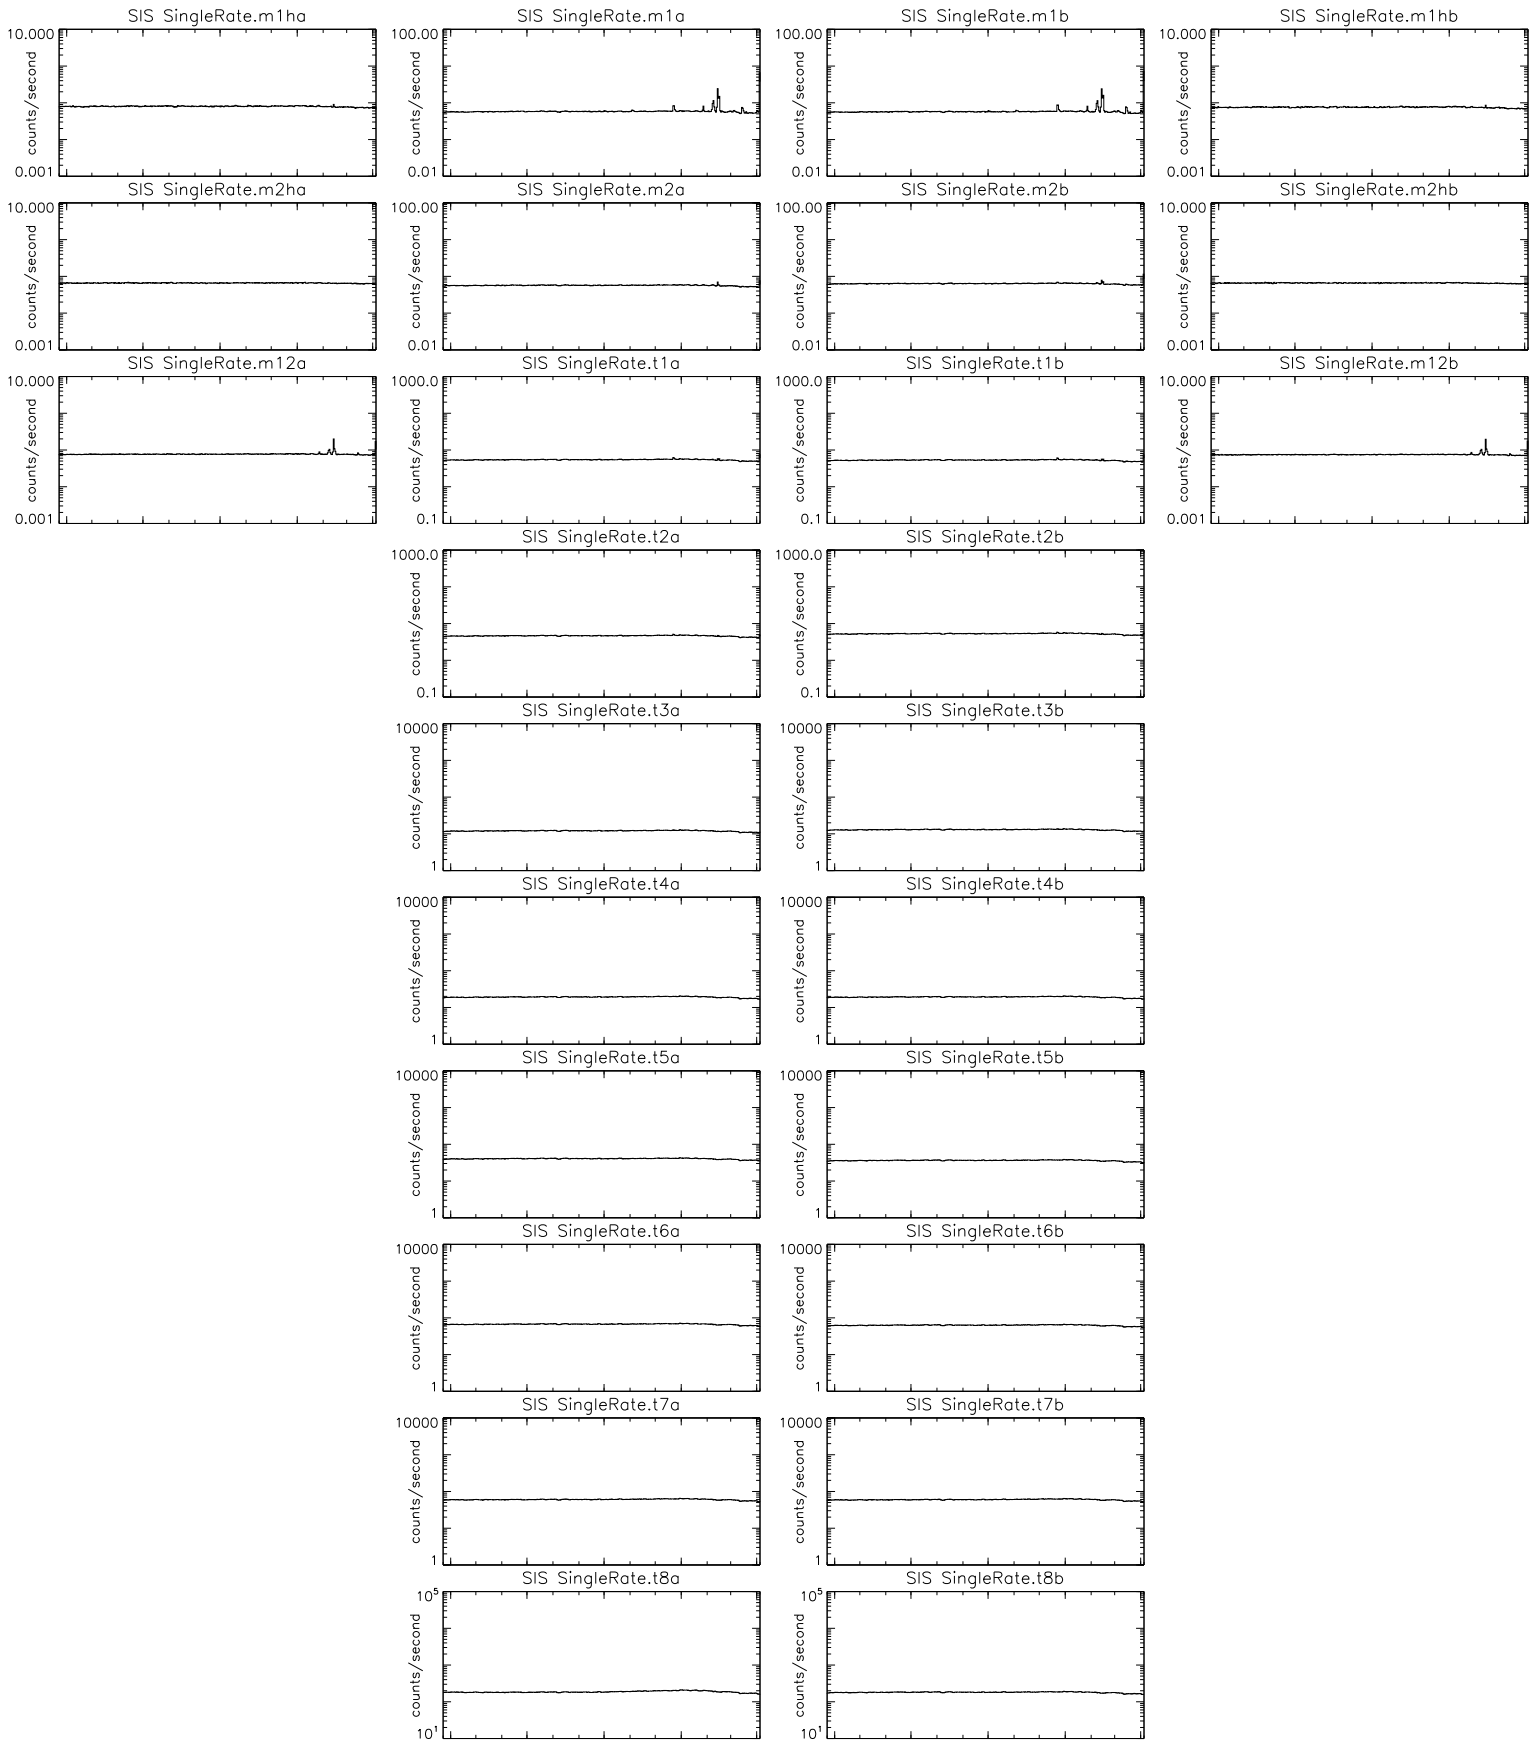 SIS SingleRate.m1ha
10.000
counts/second
0.001
SIS SingleRate.m1a
100.00
counts/second
0.01
SIS SingleRate.m1b
100.00
counts/second
0.01
SIS SingleRate.m1hb
10.000
counts/second
0.001
SIS SingleRate.m2ha
10.000
counts/second
0.001
SIS SingleRate.m2a
100.00
counts/second
0.01
SIS SingleRate.m2b
100.00
counts/second
0.01
SIS SingleRate.m2hb
10.000
counts/second
0.001
SIS SingleRate.m12a
10.000
counts/second
0.001
SIS SingleRate.t1a
1000.0
counts/second
0.1
SIS SingleRate.t1b
1000.0
counts/second
0.1
SIS SingleRate.m12b
10.000
counts/second
0.001
SIS SingleRate.t2a
1000.0
counts/second
0.1
SIS SingleRate.t2b
1000.0
counts/second
0.1
SIS SingleRate.t3a
10000
counts/second
1
SIS SingleRate.t3b
10000
counts/second
1
SIS SingleRate.t4a
10000
counts/second
1
SIS SingleRate.t4b
10000
counts/second
1
SIS SingleRate.t5a
10000
counts/second
1
SIS SingleRate.t5b
10000
counts/second
1
SIS SingleRate.t6a
10000
counts/second
1
SIS SingleRate.t6b
10000
counts/second
1
SIS SingleRate.t7a
10000
counts/second
1
SIS SingleRate.t7b
10000
counts/second
1
SIS SingleRate.t8a
10⁵
counts/second
10¹
SIS SingleRate.t8b
10⁵
counts/second
10¹